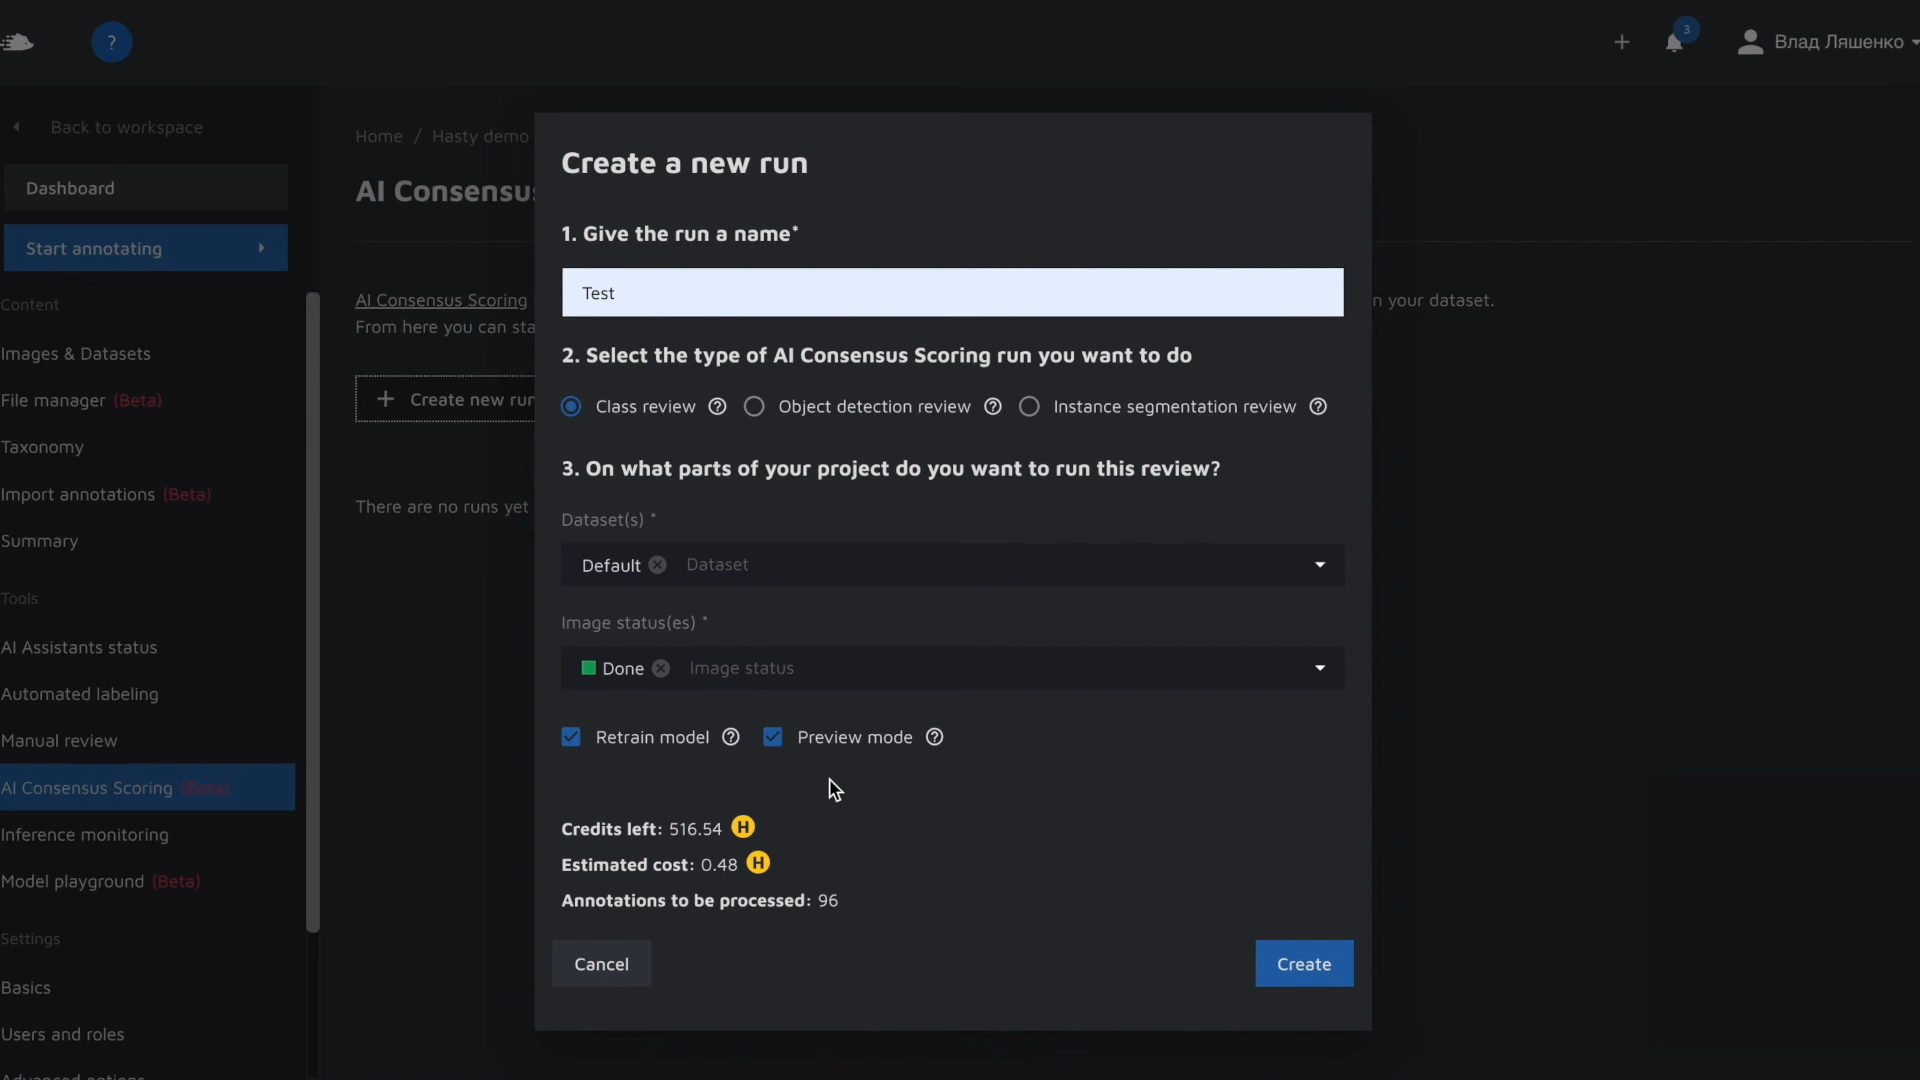 ?
3
Влад Ляшенко
Back to workspace
Dashboard
Start annotating
Content
Images & Datasets
File manager (Beta)
Taxonomy
Import annotations (Beta)
Summary
Tools
AI Assistants status
Automated labeling
Manual review
AI Consensus Scoring (Beta)
Inference monitoring
Model playground (Beta)
Settings
Basics
Users and roles
Advanced options
Home / Hasty demo
AI Consensus
AI Consensus Scoring
n your dataset.
From here you can sta
+ Create new run
There are no runs yet
Create a new run
1. Give the run a name*
Test
2. Select the type of AI Consensus Scoring run you want to do
Class review ? Object detection review ? Instance segmentation review ?
3. On what parts of your project do you want to run this review?
Dataset(s) *
Default Dataset
Image status(es) *
Done Image status
Retrain model ? Preview mode ?
Credits left: 516.54 H
Estimated cost: 0.48 H
Annotations to be processed: 96
Cancel
Create